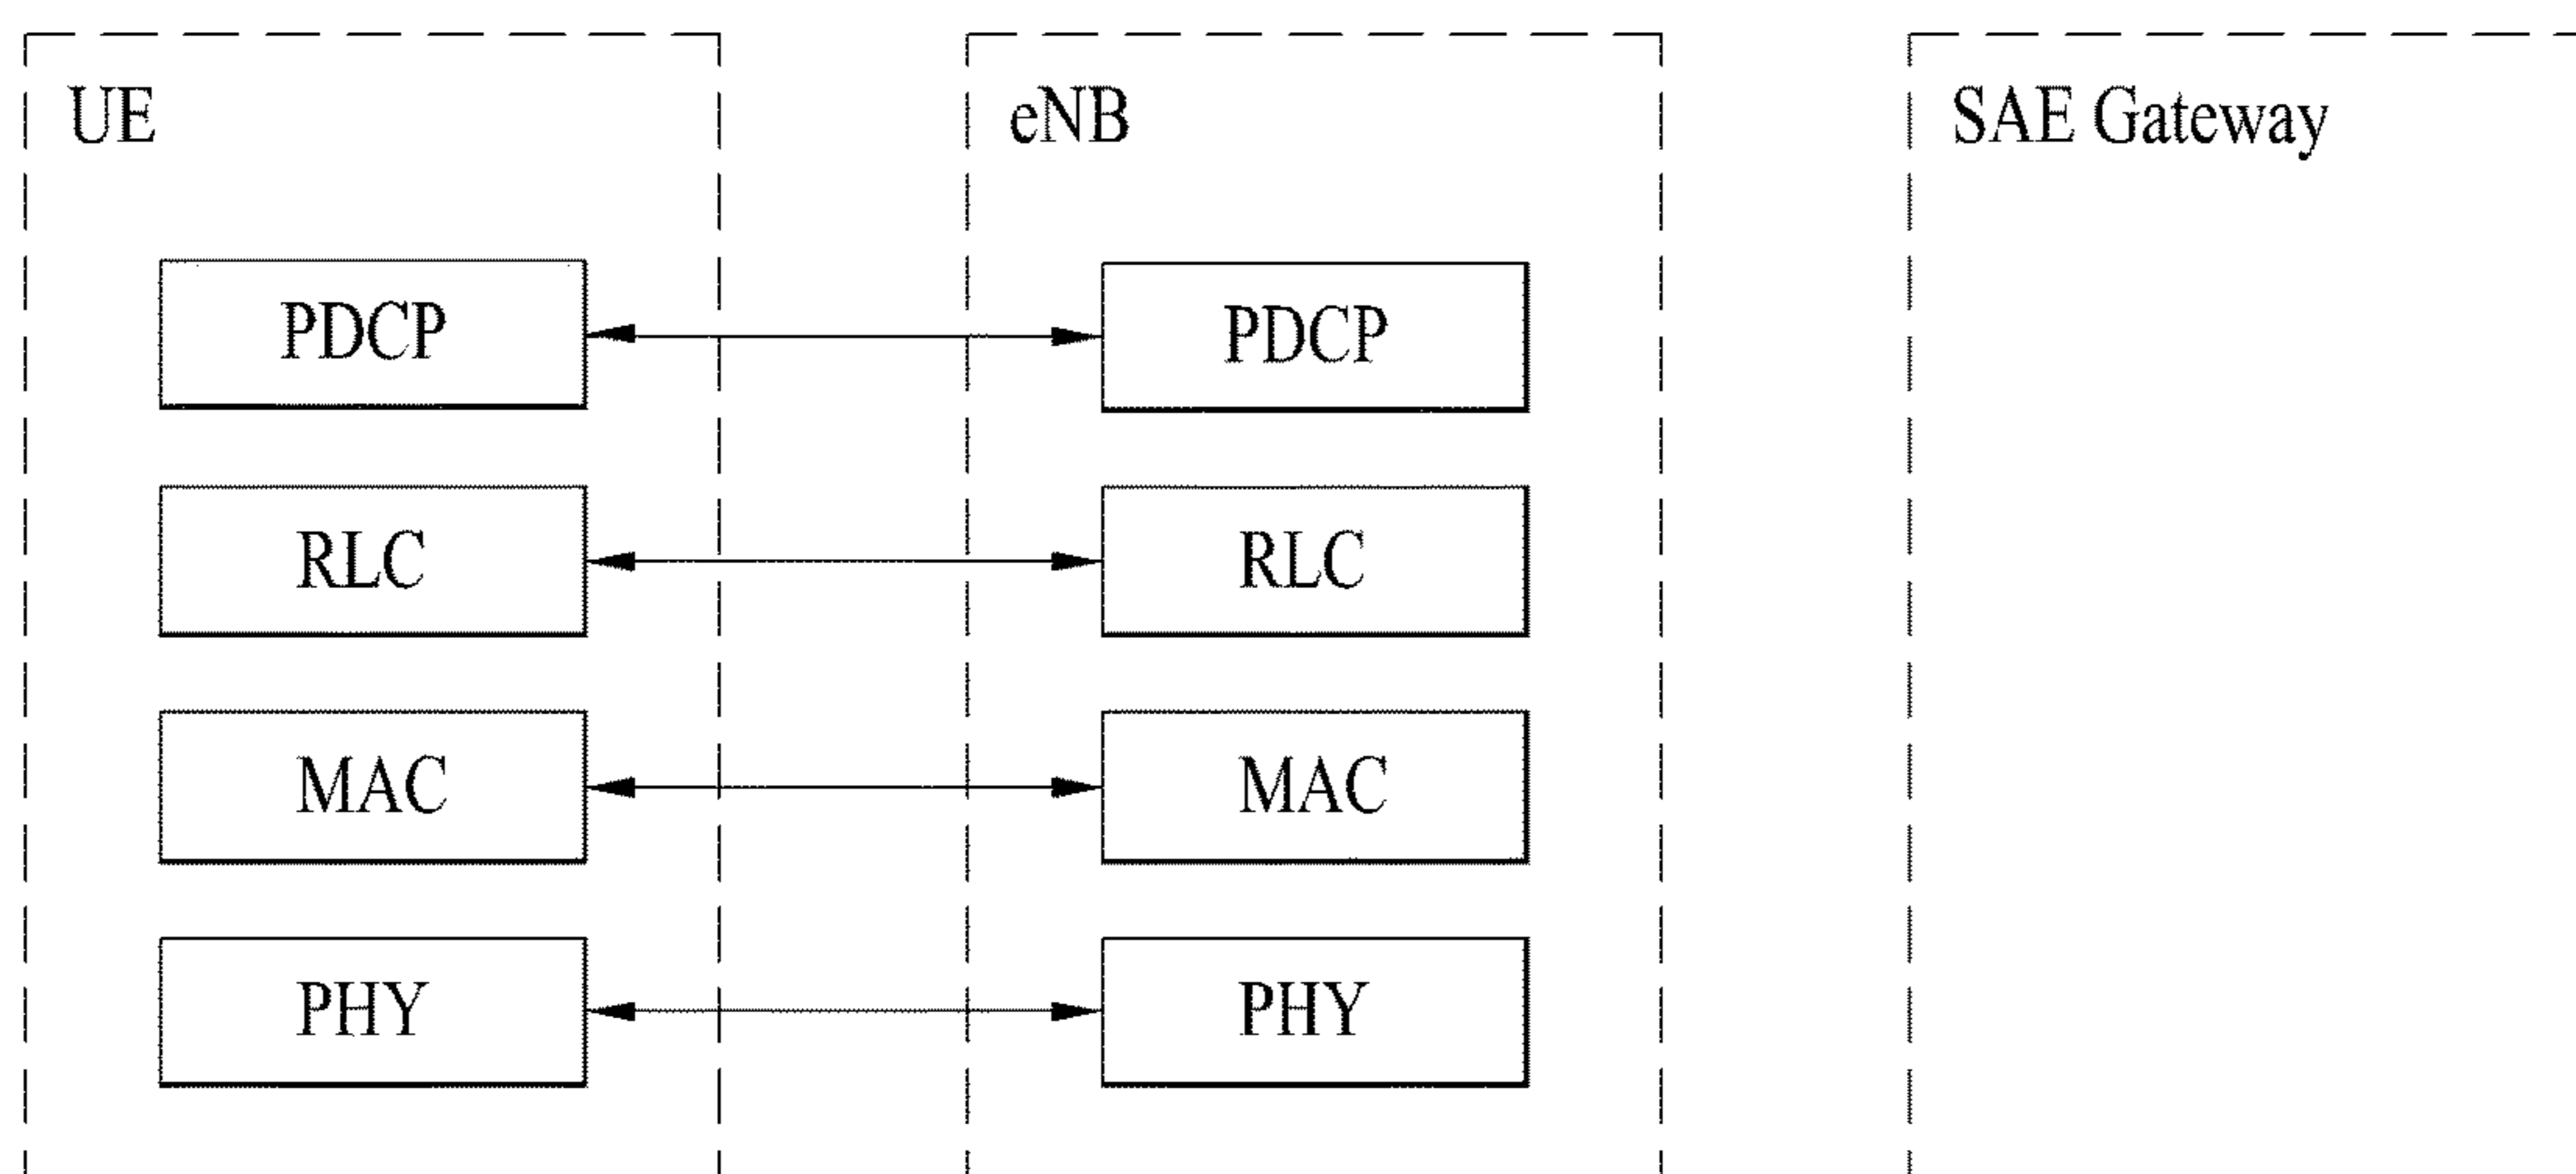 UE
eNB
SAE Gateway
PDCP
PDCP
RLC
RLC
MAC
MAC
PHY
PHY